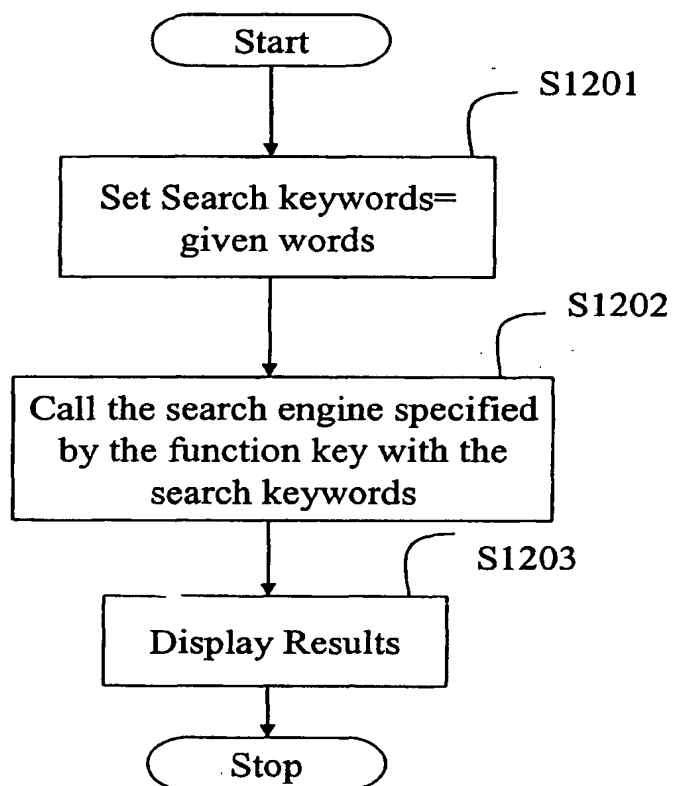 Start
S1201
Set Search keywords=
given words
S1202
Call the search engine specified
by the function key with the
search keywords
S1203
Display Results
Stop